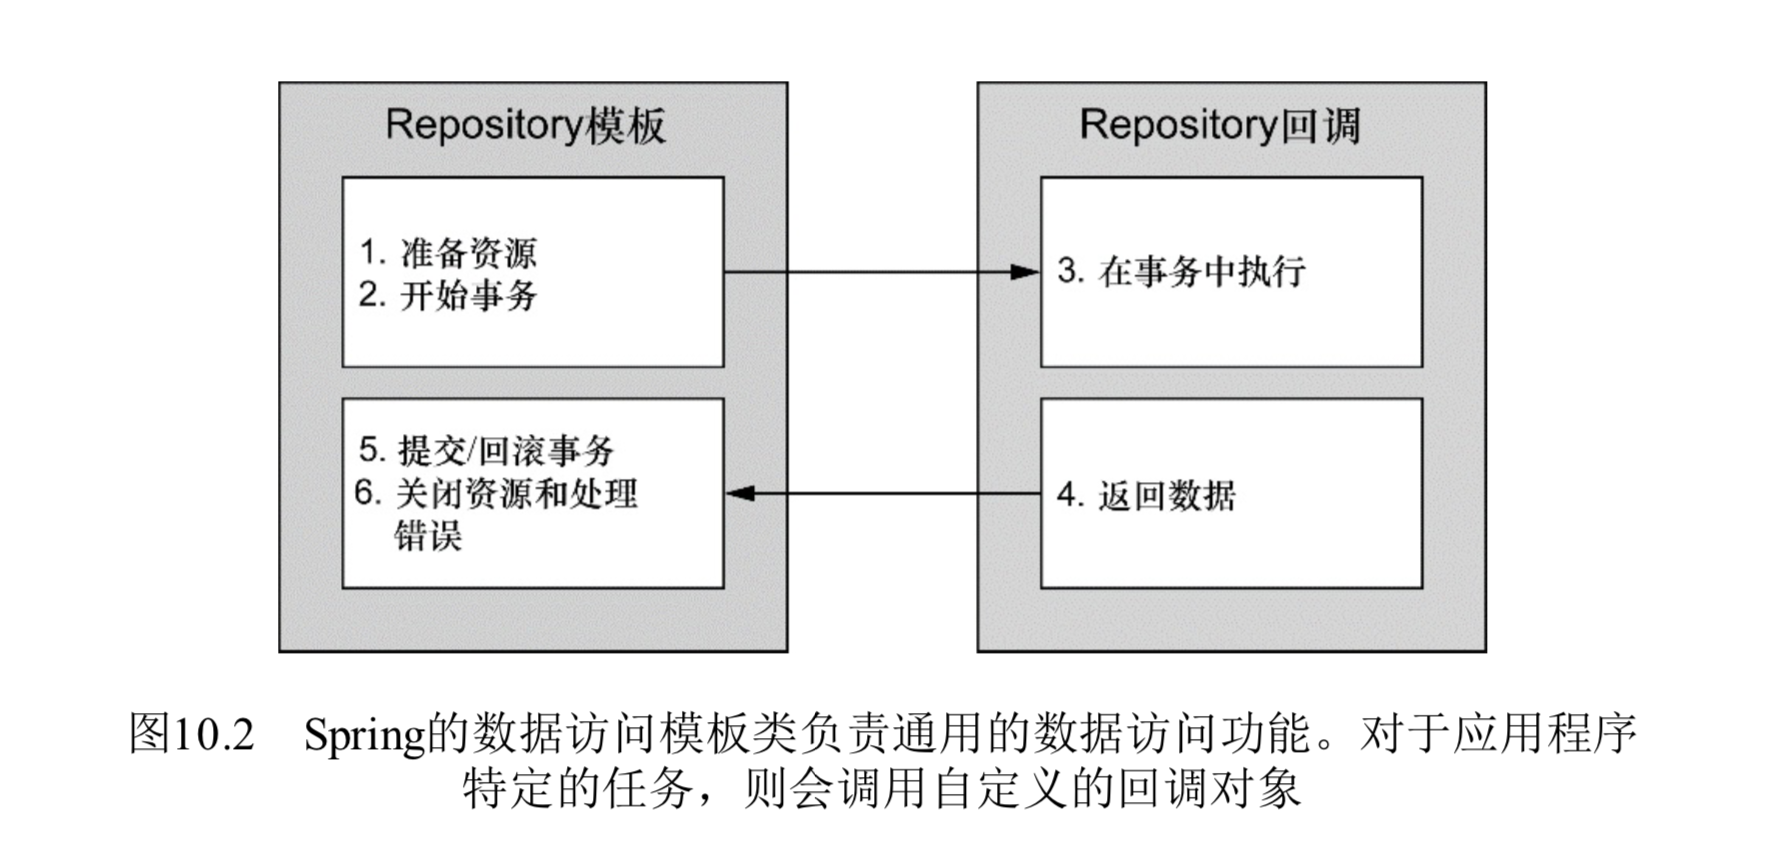 Repository模板
1. 准备资源
2. 开始事务
5. 提交/回滚事务
6. 关闭资源和处理
错误
Repository回调
3. 在事务中执行
4. 返回数据
图10.2 Spring的数据访问模板类负责通用的数据访问功能。对于应用程序
特定的任务，则会调用自定义的回调对象